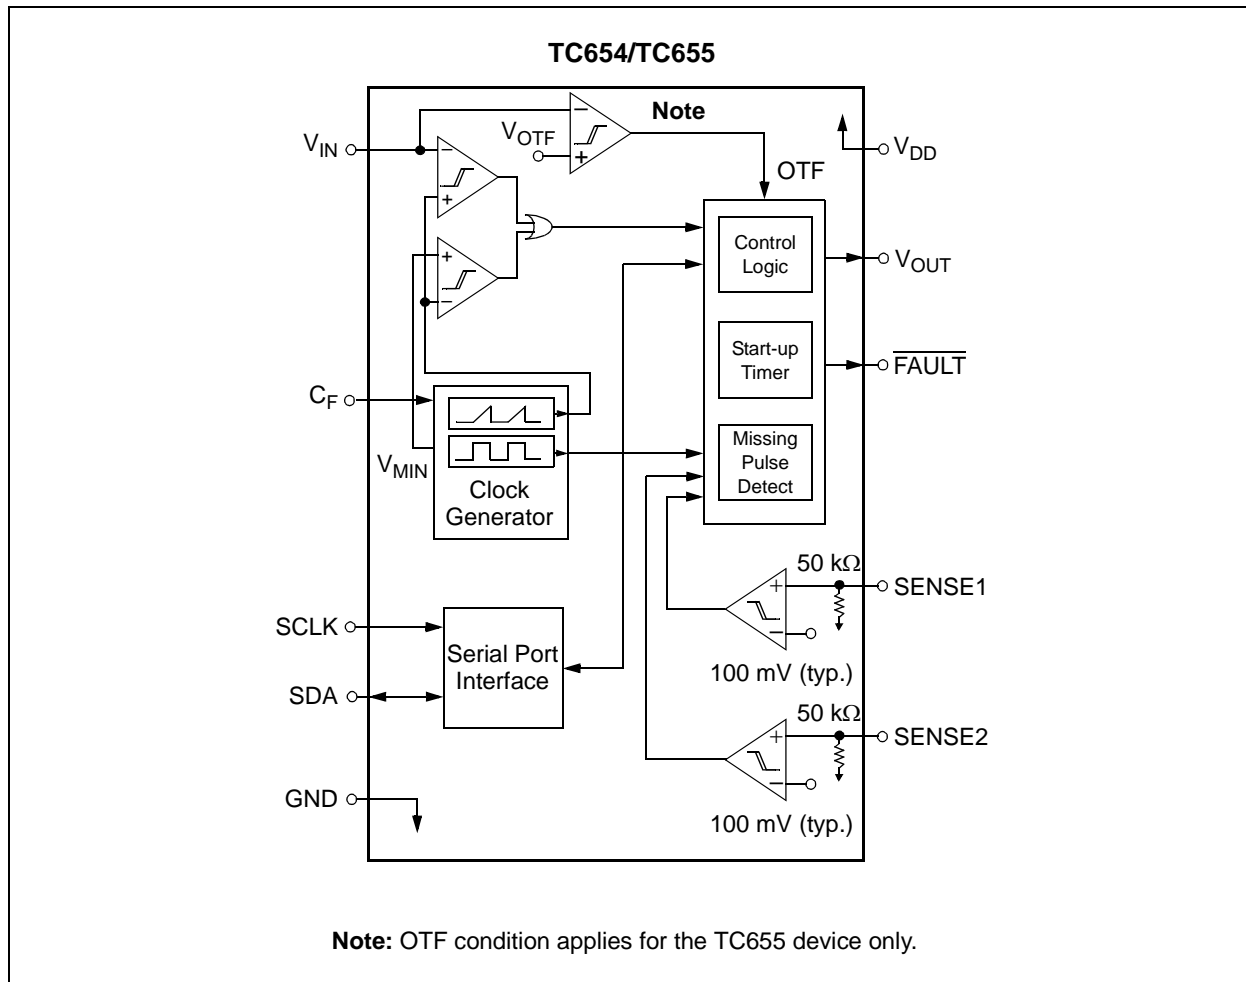 TC654/TC655
Note
VIN
VOTF
−
+
VDD
OTF
−
+
Control
Logic
VOUT
+
−
Start-up
Timer
FAULT
CF
VMIN
Clock
Generator
Missing
Pulse
Detect
50 kΩ
SENSE1
+
−
100 mV (typ.)
SCLK
Serial Port
Interface
SDA
50 kΩ
SENSE2
+
−
100 mV (typ.)
GND
Note: OTF condition applies for the TC655 device only.